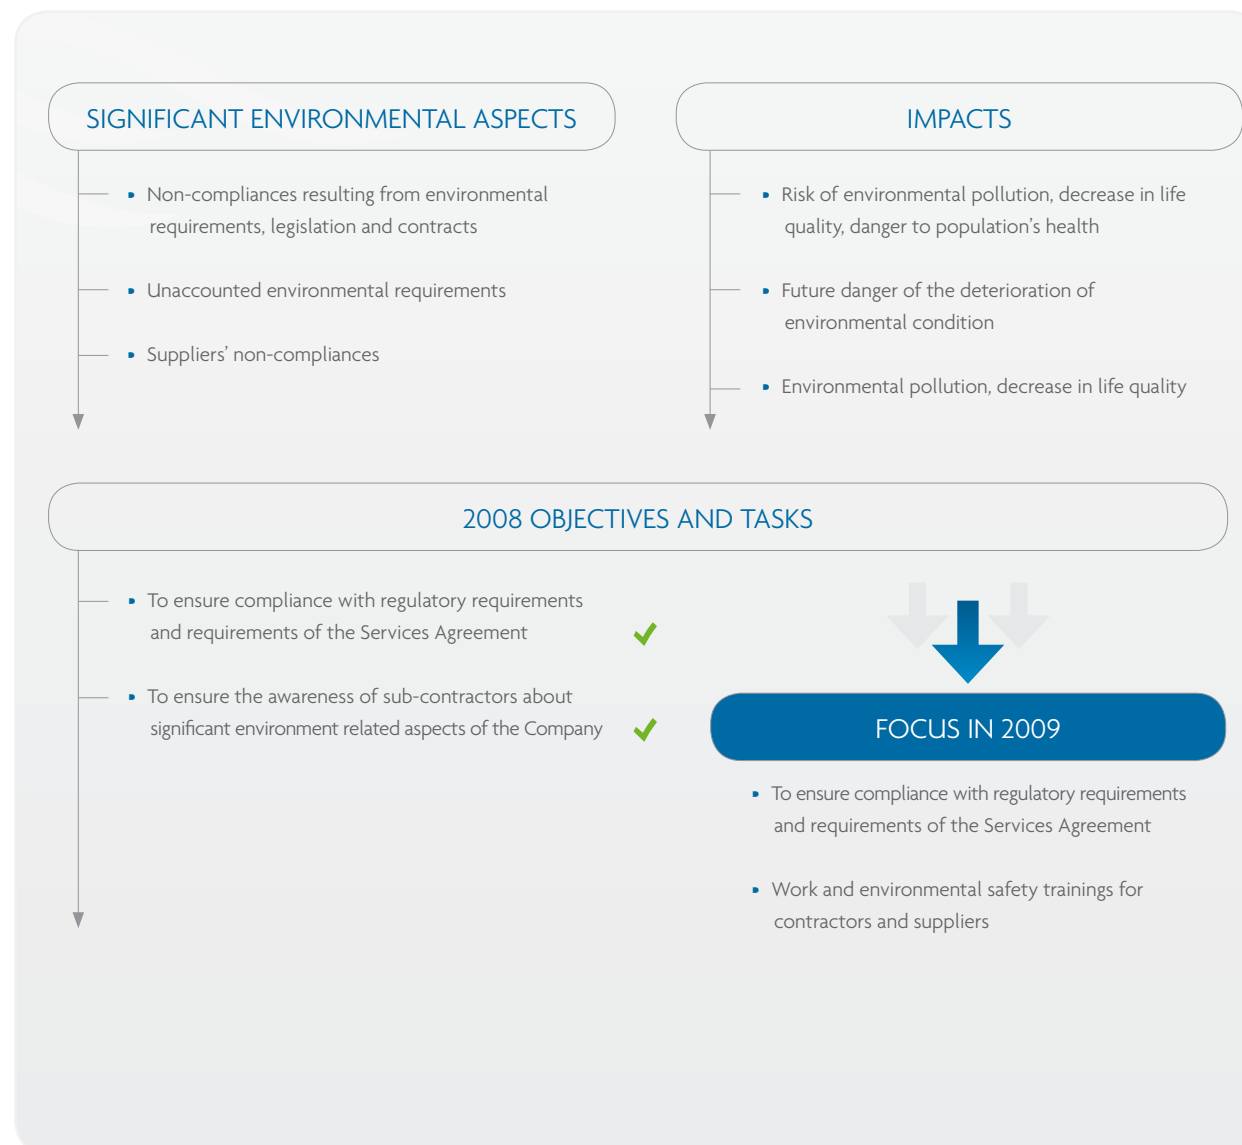 SIGNIFICANT ENVIRONMENTAL ASPECTS
Non-compliances resulting from environmental
requirements, legislation and contracts
Unaccounted environmental requirements
Suppliers’ non-compliances
IMPACTS
Risk of environmental pollution, decrease in life
quality, danger to population’s health
Future danger of the deterioration of
environmental condition
Environmental pollution, decrease in life quality
2008 OBJECTIVES AND TASKS
To ensure compliance with regulatory requirements
and requirements of the Services Agreement
To ensure the awareness of sub-contractors about
significant environment related aspects of the Company
FOCUS IN 2009
To ensure compliance with regulatory requirements
and requirements of the Services Agreement
Work and environmental safety trainings for
contractors and suppliers